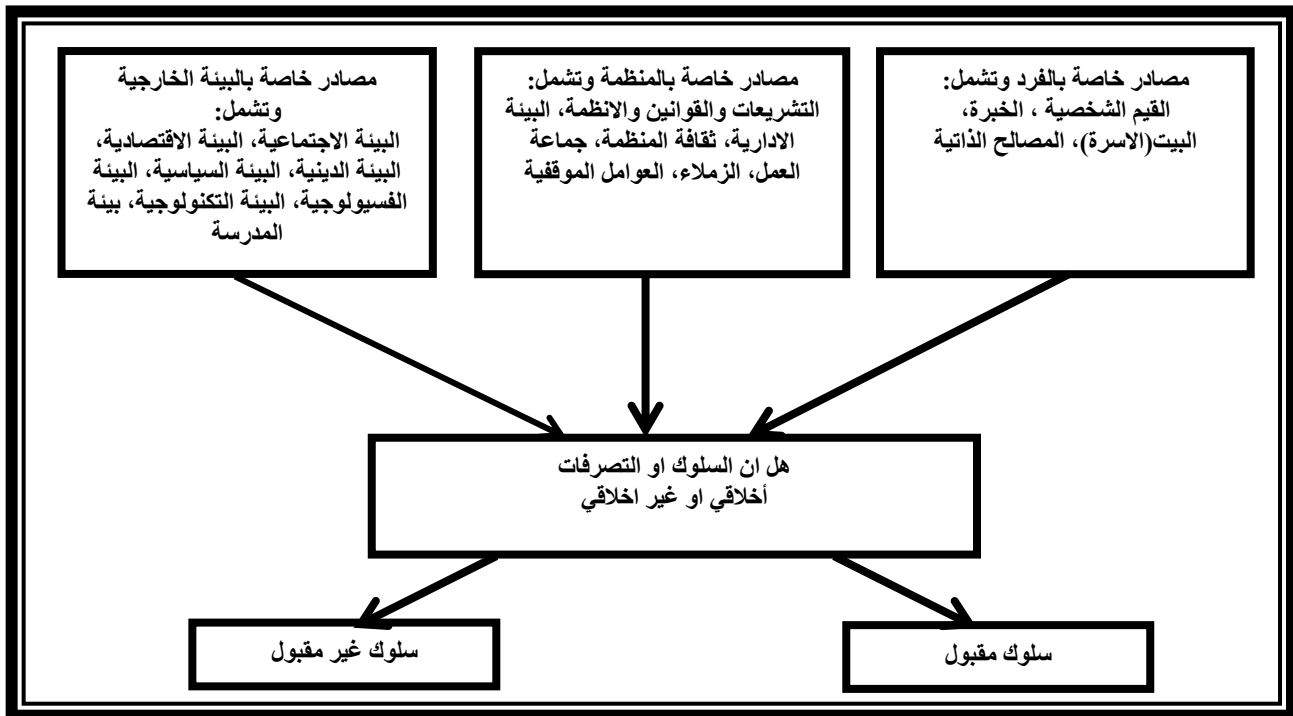 مصادر خاصة بالفرد وتشمل:
القيم الشخصية ، الخبرة،
البيت(الاسرة)، المصالح الذاتية
مصادر خاصة بالمنظمة وتشمل:
التشريعات والقوانين والانظمة، البيئة
الادارية، ثقافة المنظمة، جماعة
العمل، الزملاء، العوامل الموقفية
مصادر خاصة بالبيئة الخارجية
وتشمل:
البيئة الاجتماعية، البيئة الاقتصادية،
البيئة الدينية، البيئة السياسية، البيئة
الفسيولوجية، البيئة التكنولوجية، بيئة
المدرسة
هل ان السلوك او التصرفات
أخلاقي او غير اخلاقي
سلوك مقبول
سلوك غير مقبول